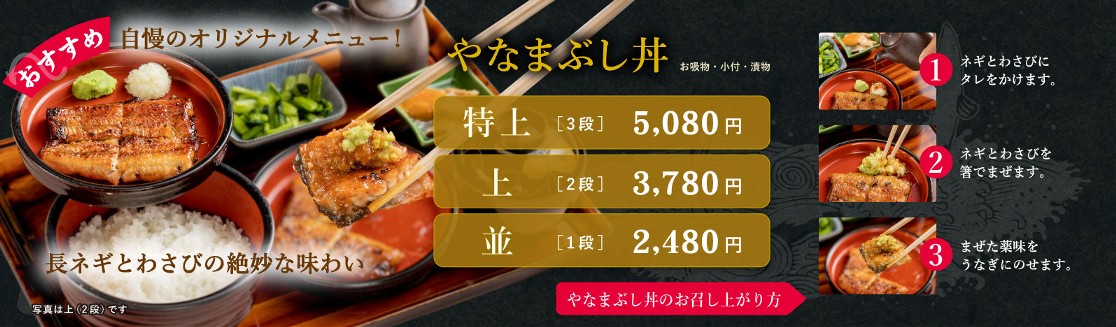 おすすめ
自慢のオリジナルメニュー！
長ネギとわさびの絶妙な味わい
写真は上（2段）です
やなまぶし丼
お吸物・小付・漬物
特上 ［3段］ 5,080円
上 ［2段］ 3,780円
並 ［1段］ 2,480円
やなまぶし丼のお召し上がり方
1
ネギとわさびに
タレをかけます。
2
ネギとわさびを
箸でまぜます。
3
まぜた薬味を
うなぎにのせます。